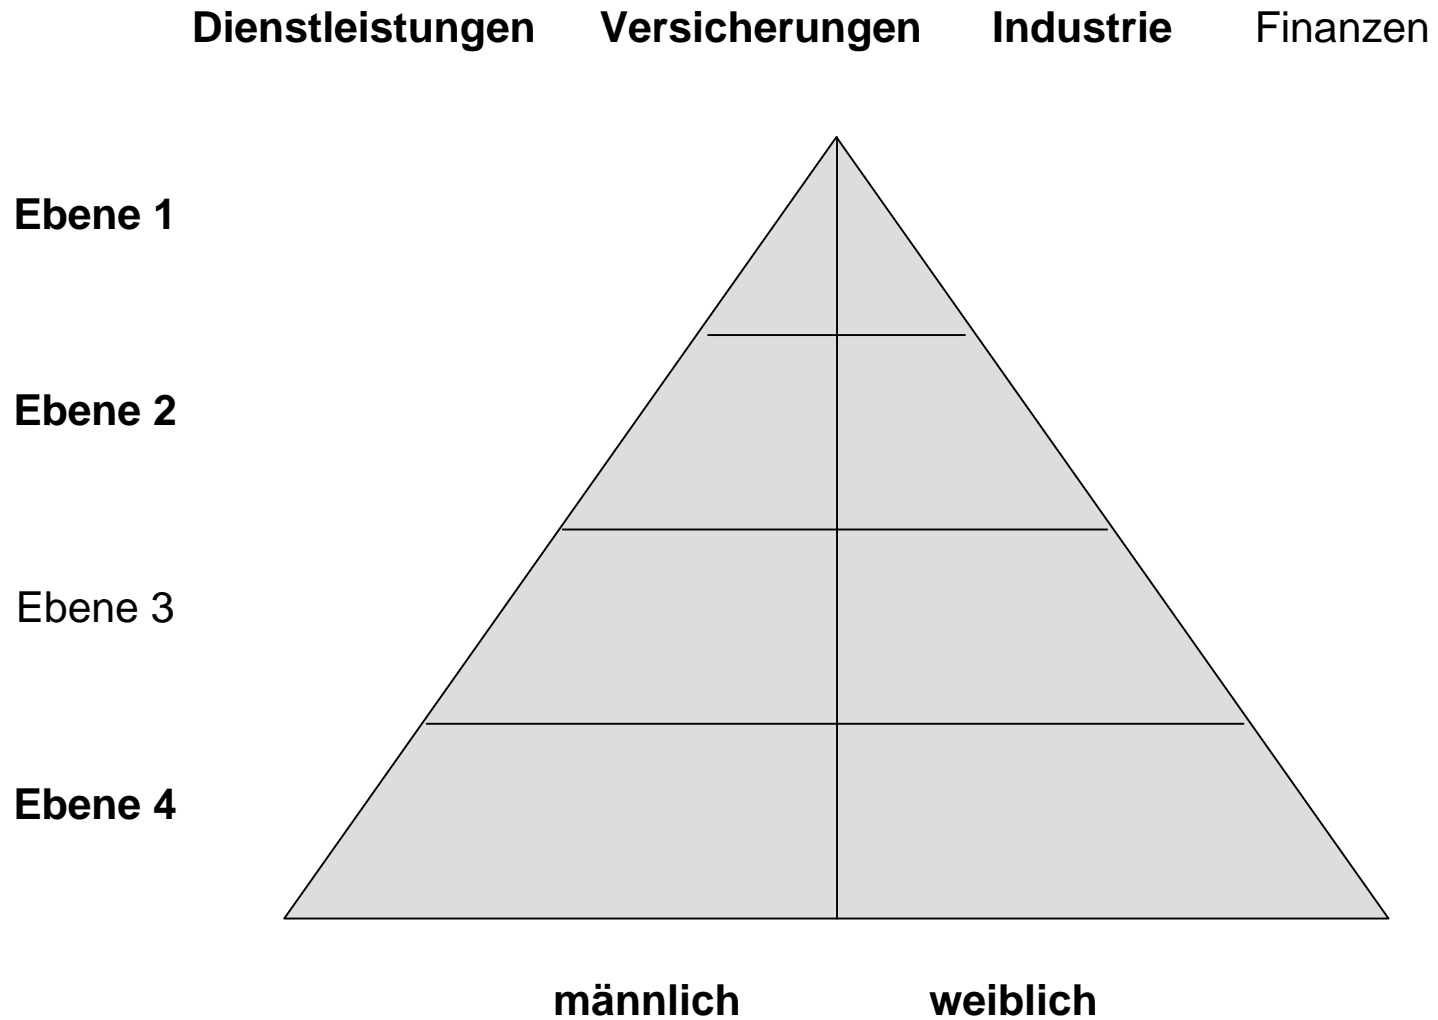 Dienstleistungen Versicherungen Industrie Finanzen
Ebene 1
Ebene 2
Ebene 3
Ebene 4
männlich weiblich